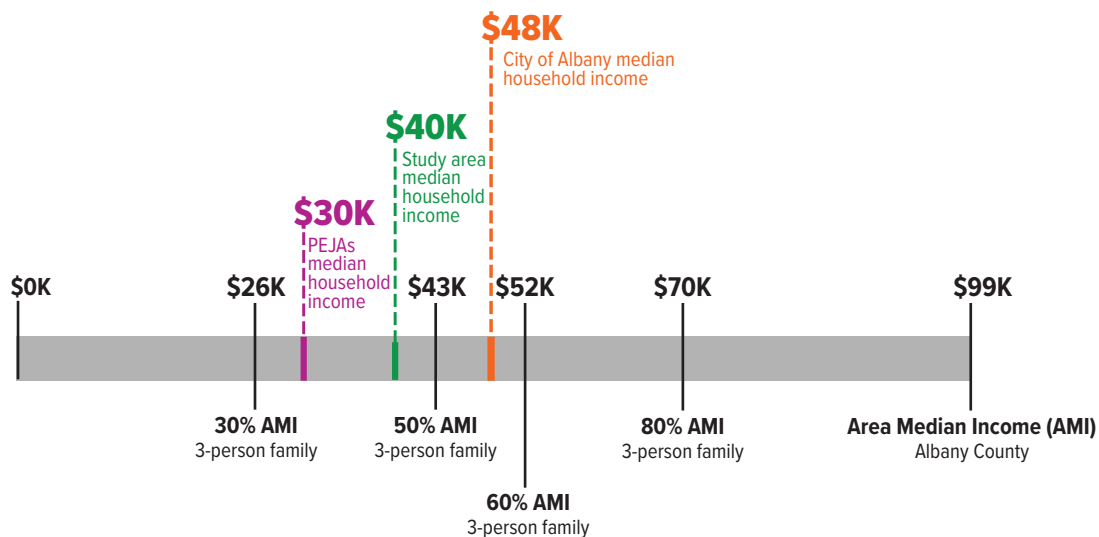 $48K
City of Albany median
household income
$40K
Study area
median
household
income
$30K
PEJAs
median
household
income
$0K
$26K
$43K
$52K
$70K
$99K
30% AMI
3-person family
50% AMI
3-person family
80% AMI
3-person family
Area Median Income (AMI)
Albany County
60% AMI
3-person family